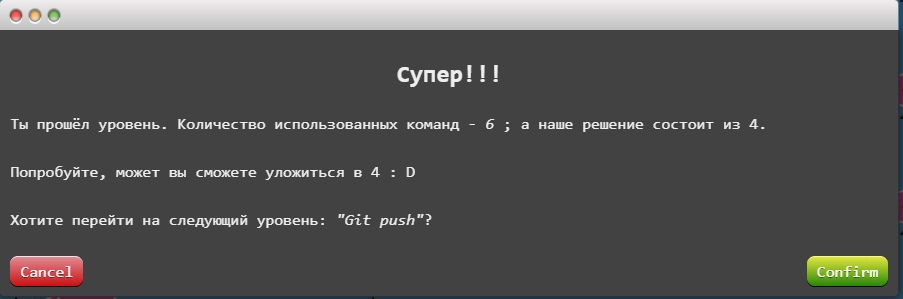 Супер!!!
Ты прошёл уровень. Количество использованных команд - 6 ; а наше решение состоит из 4.
Попробуйте, может вы сможете уложиться в 4 : D
Хотите перейти на следующий уровень: "Git push"?
Cancel
Confirm